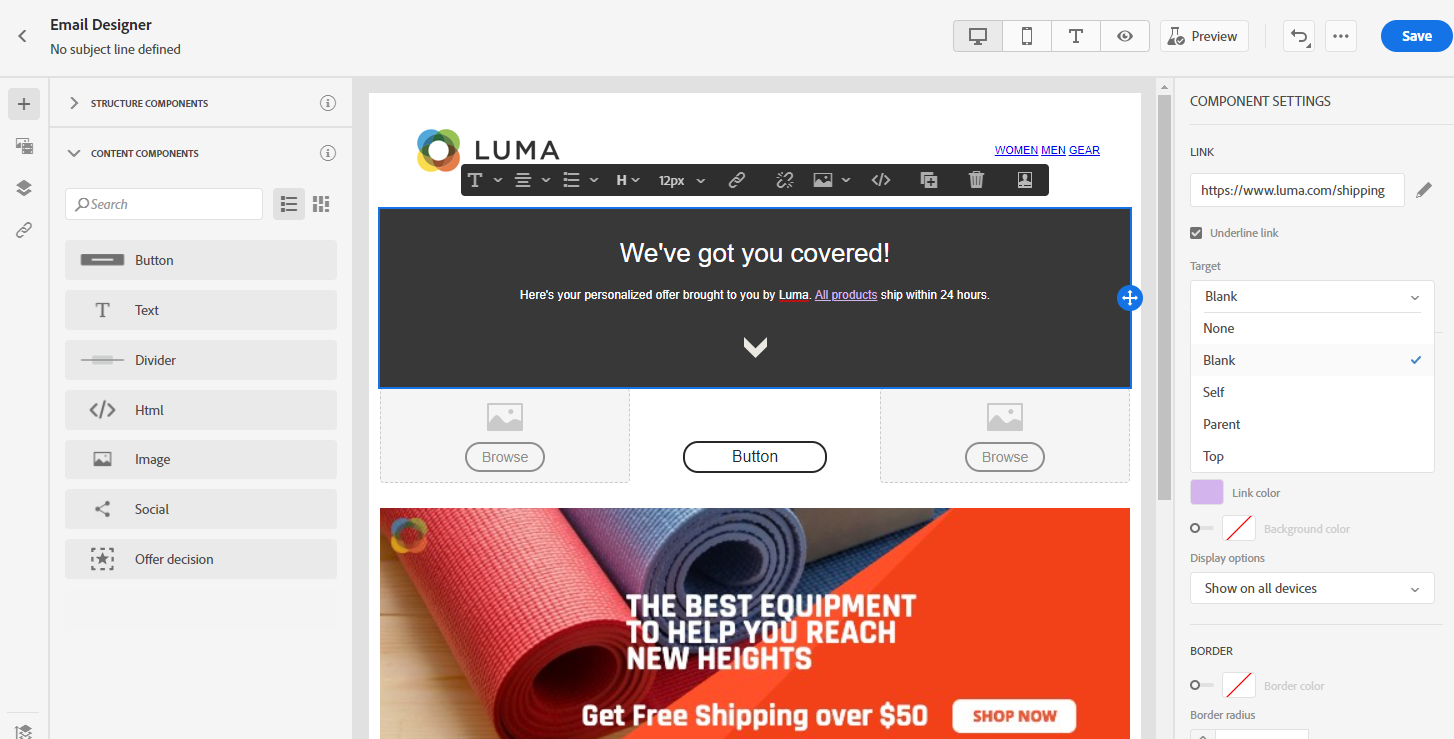 Email Designer
No subject line defined
Preview
Save
STRUCTURE COMPONENTS
CONTENT COMPONENTS
Search
Button
Text
Divider
Html
Image
Social
Offer decision
LUMA
WOMEN MEN GEAR
H
12px
We've got you covered!
Here's your personalized offer brought to you by Luma. All products ship within 24 hours.
Browse
Button
Browse
THE BEST EQUIPMENT
TO HELP YOU REACH
NEW HEIGHTS
Get Free Shipping over $50
SHOP NOW
COMPONENT SETTINGS
LINK
https://www.luma.com/shipping
Underline link
Target
Blank
None
Blank
Self
Parent
Top
Link color
Background color
Display options
Show on all devices
BORDER
Border color
Border radius